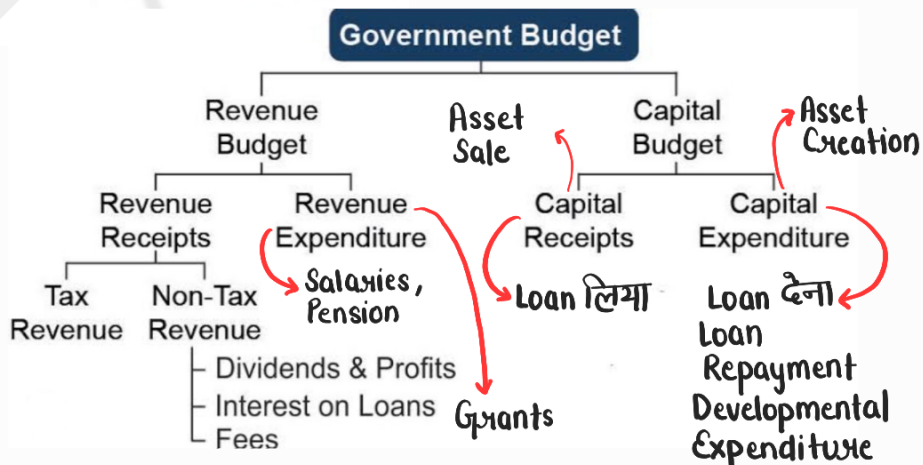 Government Budget
Revenue
Budget
Capital
Budget
Asset
Sale
Asset
Creation
Revenue
Receipts
Revenue
Expenditure
Capital
Receipts
Capital
Expenditure
Tax
Revenue
Non-Tax
Revenue
Salaries,
Pension
Loan लिया
Loan देना
Loan
Repayment
Developmental
Expenditure
Dividends & Profits
Interest on Loans
Fees
Grants